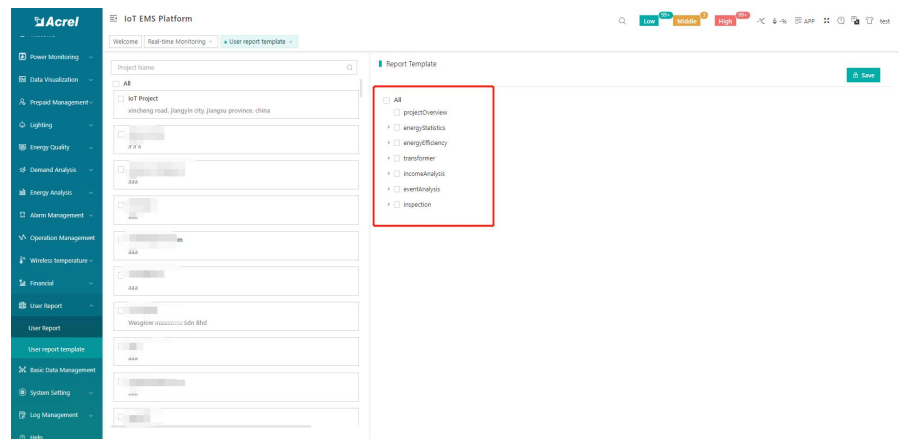 Acrel
IoT EMS Platform
Low 99+ Middle 3 High 99+ -℃ -% APP test
Welcome Real-time Monitoring × • User report template ×
Power Monitoring
Data Visualization
Prepaid Management
Lighting
Energy Quality
Demand Analysis
Energy Analysis
Alarm Management
Operation Management
Wireless temperature
Financial
User Report
User Report
User report template
Basic Data Management
System Setting
Log Management
Help
Project Name
All
IoT Project
xincheng road, jiangyin city, jiangsu province, china
a'a'a
aaa
aaa
m
aaa
aaa
Wesglow Sdn Bhd
aaa
Report Template
Save
All
projectOverview
energyStatistics
energyEfficiency
transformer
incomeAnalysis
eventAnalysis
inspection